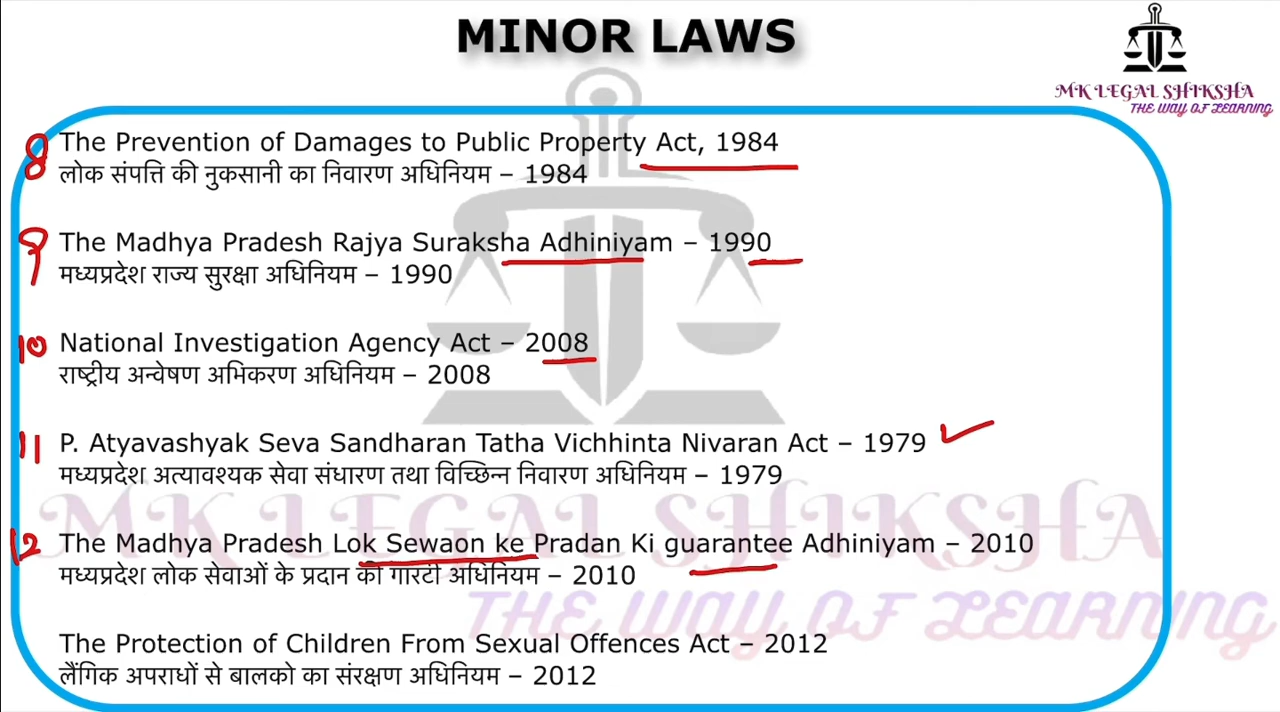 MINOR LAWS
MK LEGAL SHIKSHA
THE WAY OF LEARNING
8 The Prevention of Damages to Public Property Act, 1984
लोक संपत्ति की नुकसानी का निवारण अधिनियम – 1984
9 The Madhya Pradesh Rajya Suraksha Adhiniyam – 1990
मध्यप्रदेश राज्य सुरक्षा अधिनियम – 1990
10 National Investigation Agency Act – 2008
राष्ट्रीय अन्वेषण अभिकरण अधिनियम – 2008
11 P. Atyavashyak Seva Sandharan Tatha Vichhinta Nivaran Act – 1979
मध्यप्रदेश अत्यावश्यक सेवा संधारण तथा विच्छिन्न निवारण अधिनियम – 1979
12 The Madhya Pradesh Lok Sewaon ke Pradan Ki guarantee Adhiniyam – 2010
मध्यप्रदेश लोक सेवाओं के प्रदान की गारटी अधिनियम – 2010
The Protection of Children From Sexual Offences Act – 2012
लैंगिक अपराधों से बालको का संरक्षण अधिनियम – 2012
MK LEGAL SHIKSHA
THE WAY OF LEARNING